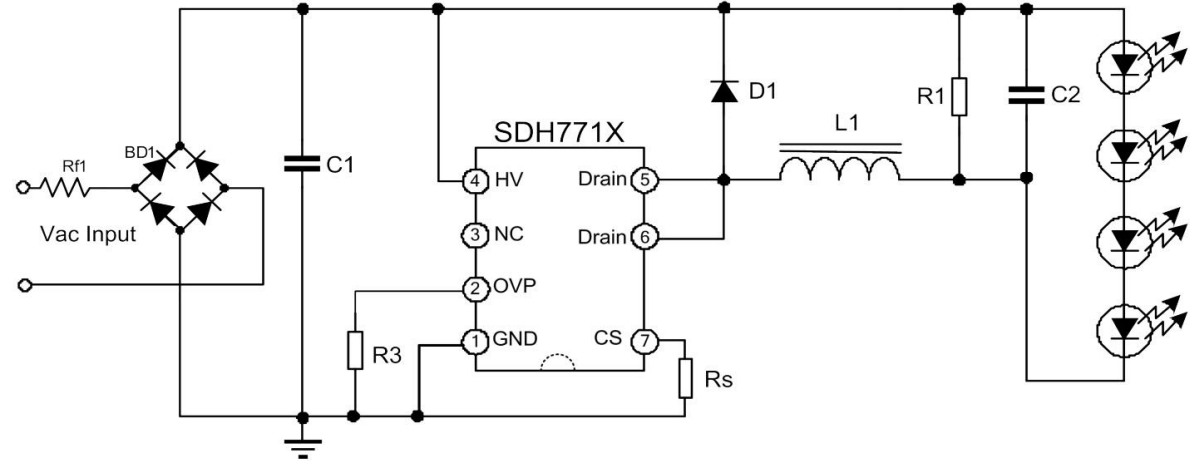 SDH771X
D1
R1
C2
L1
Rf1
BD1
C1
4 HV
Drain 5
Vac Input
3 NC
Drain 6
2 OVP
1 GND
CS 7
R3
Rs